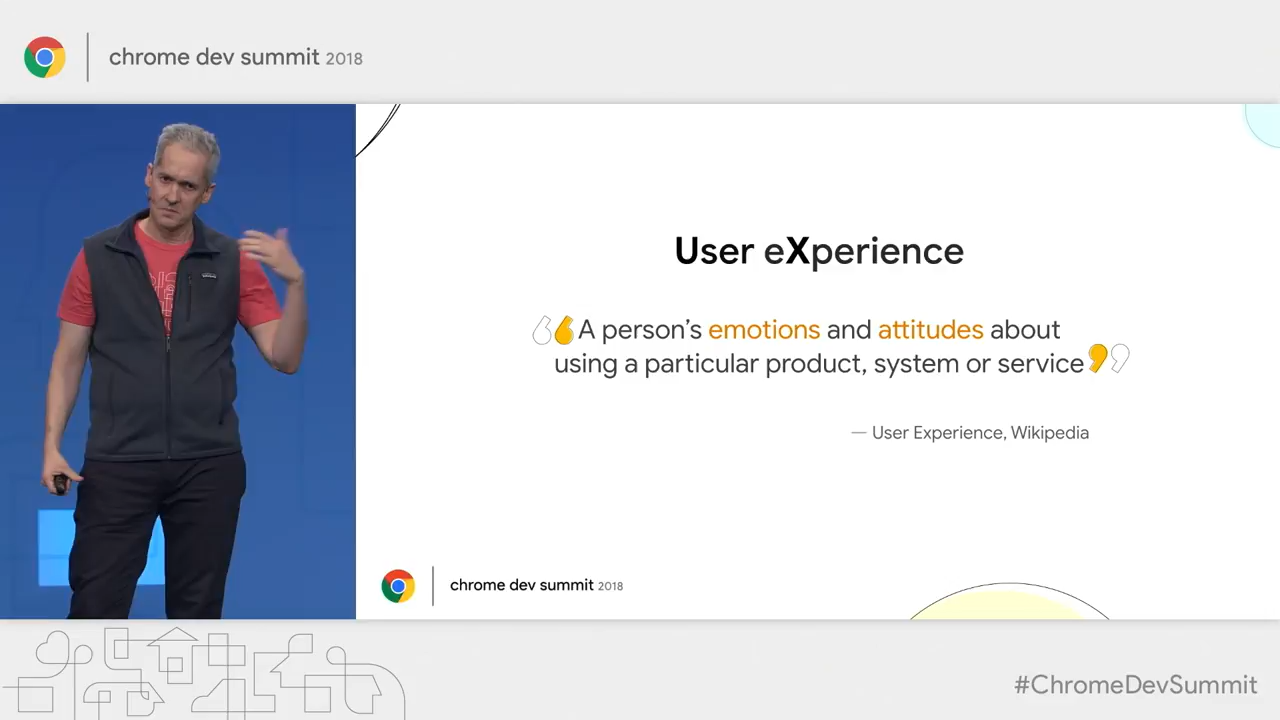 chrome dev summit 2018
User eXperience
A person's emotions and attitudes about
using a particular product, system or service
— User Experience, Wikipedia
chrome dev summit 2018
#ChromeDevSummit